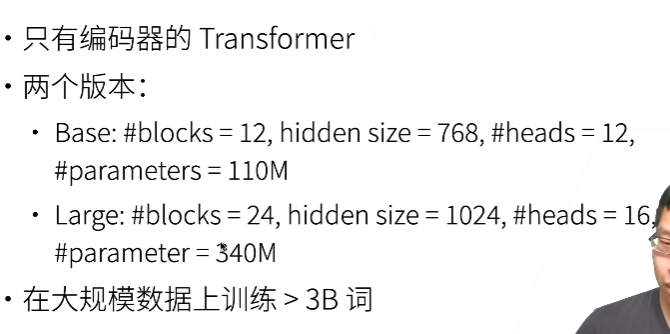 • 只有编码器的 Transformer
• 两个版本：
• Base: #blocks = 12, hidden size = 768, #heads = 12,
#parameters = 110M
• Large: #blocks = 24, hidden size = 1024, #heads = 16,
#parameter = 340M
• 在大规模数据上训练 > 3B 词